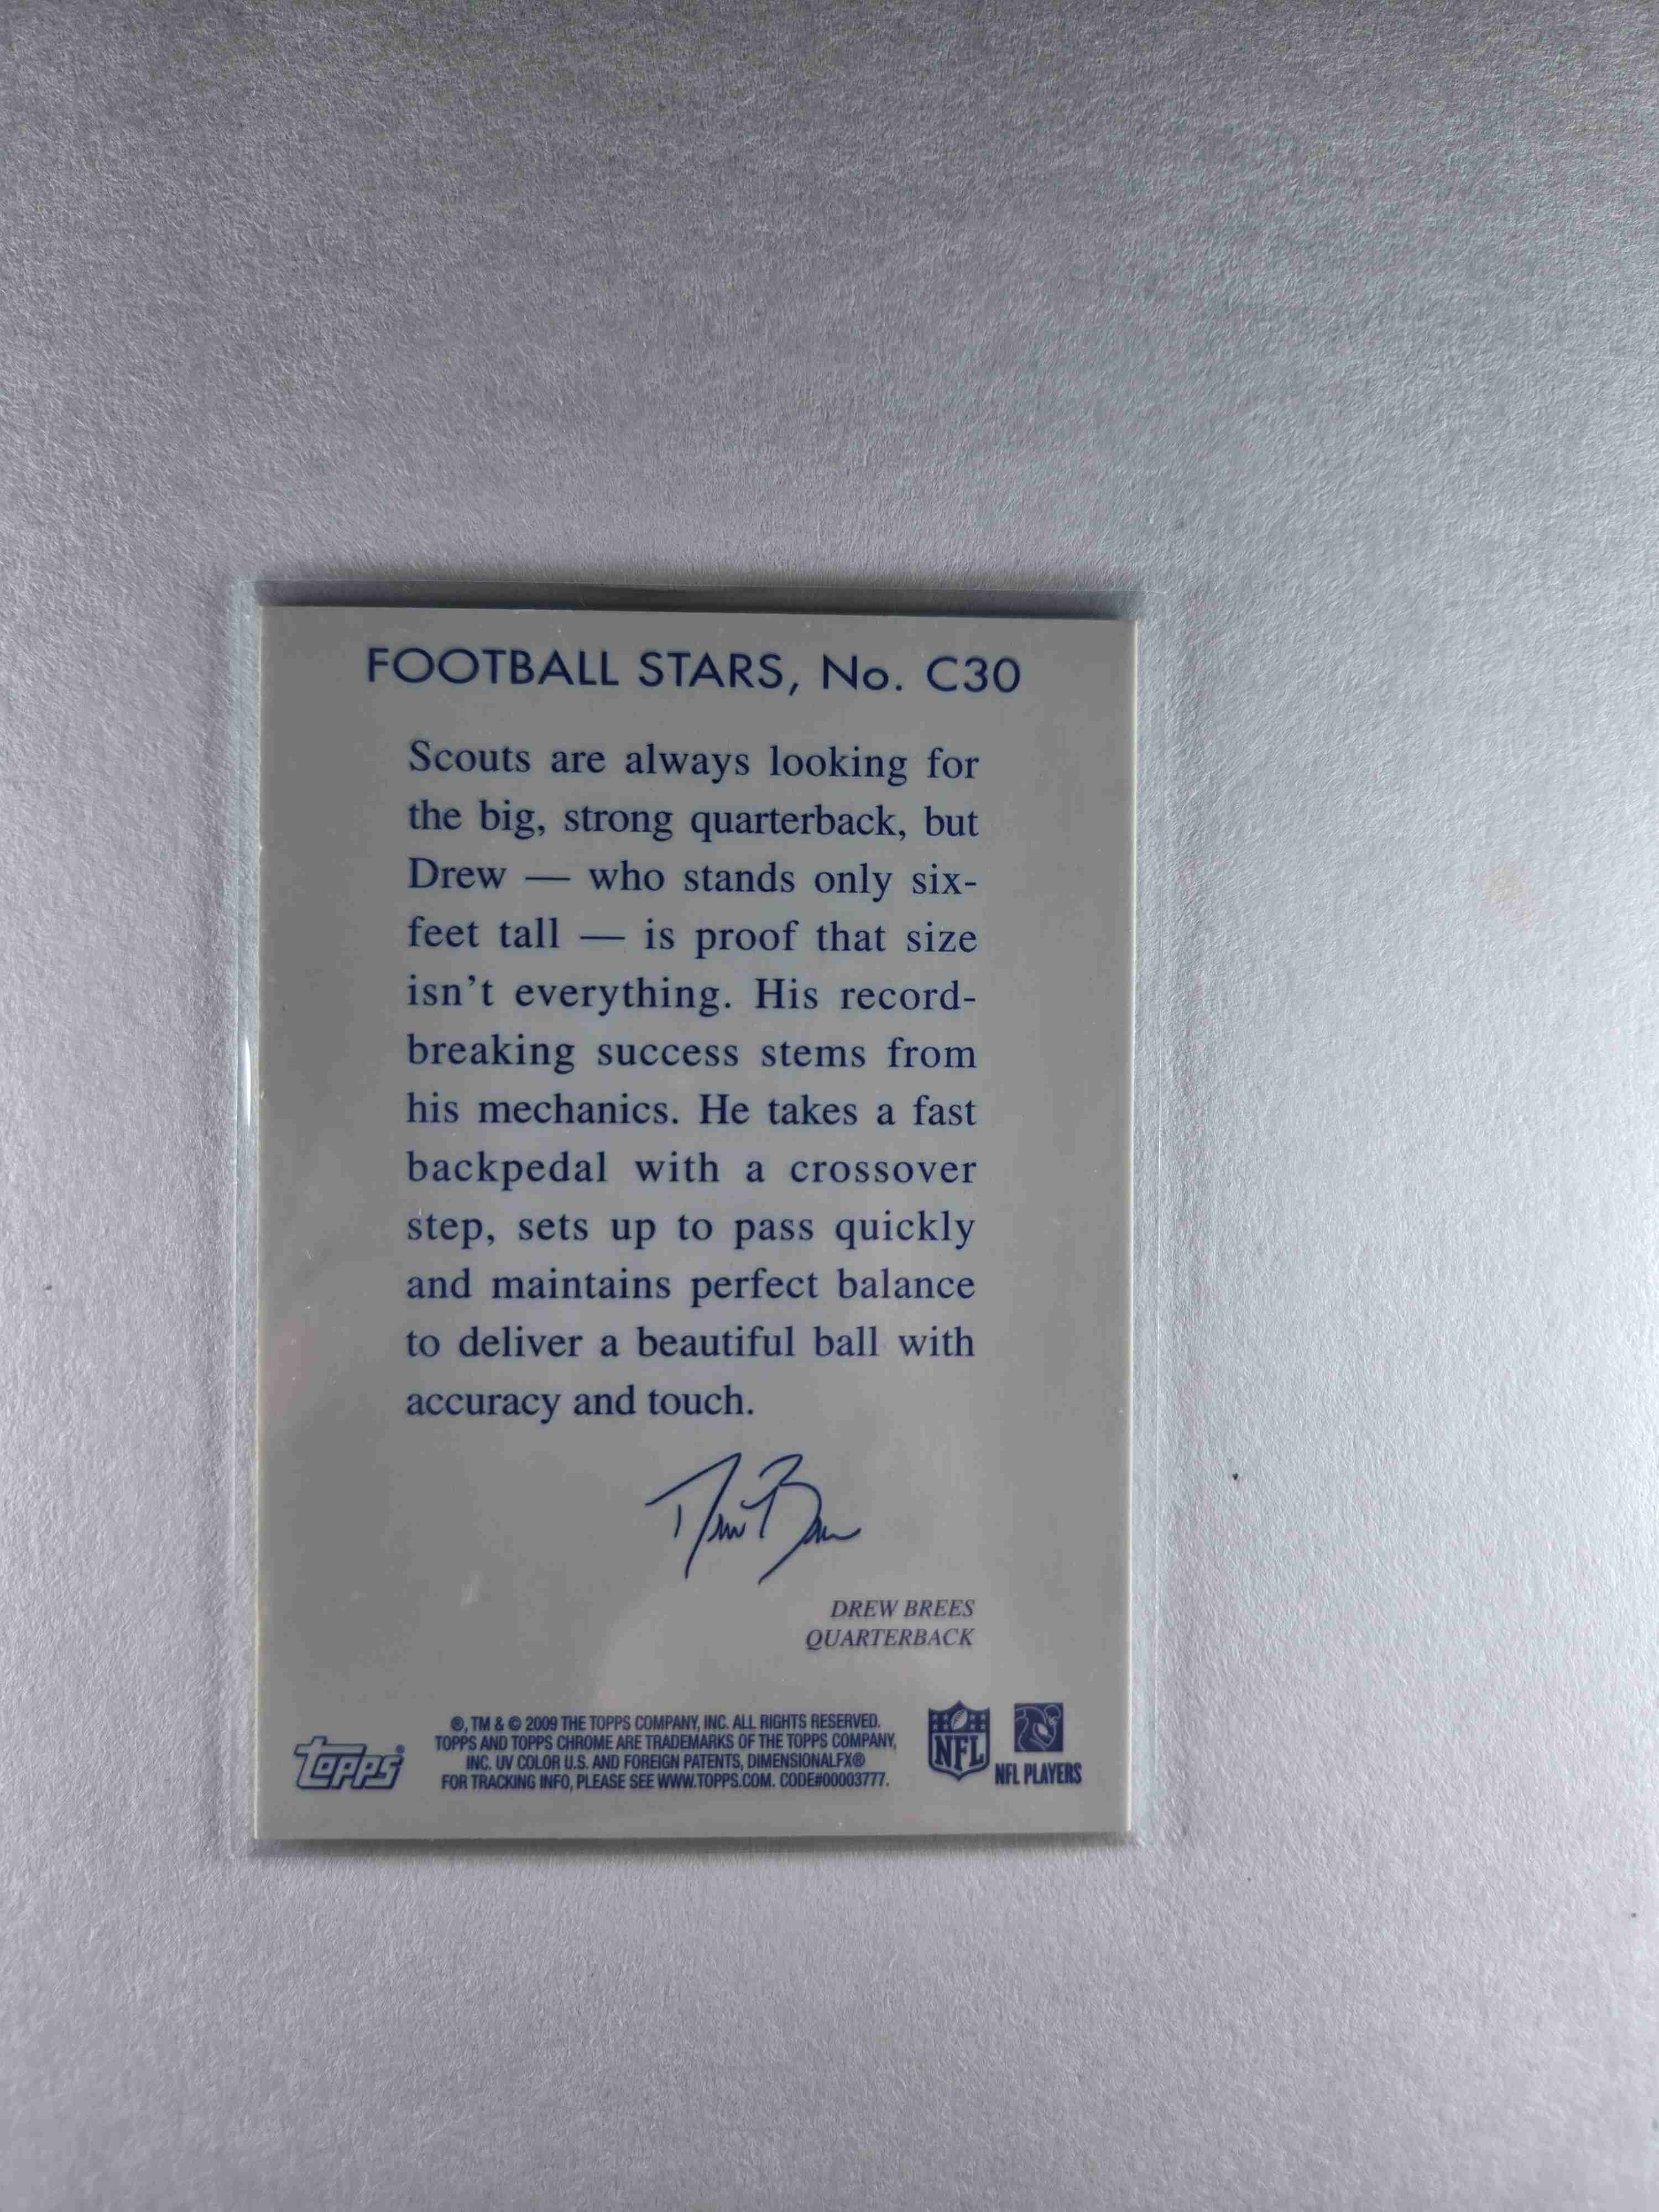 FOOTBALL STARS, No. C30
Scouts are always looking for
the big, strong quarterback, but
Drew — who stands only six-
feet tall — is proof that size
isn't everything. His record-
breaking success stems from
his mechanics. He takes a fast
backpedal with a crossover
step, sets up to pass quickly
and maintains perfect balance
to deliver a beautiful ball with
accuracy and touch.
Drew Brees
DREW BREES
QUARTERBACK
®, TM & © 2009 THE TOPPS COMPANY, INC. ALL RIGHTS RESERVED.
TOPPS AND TOPPS CHROME ARE TRADEMARKS OF THE TOPPS COMPANY,
INC. UV COLOR U.S. AND FOREIGN PATENTS, DIMENSIONALFX®
FOR TRACKING INFO, PLEASE SEE WWW.TOPPS.COM. CODE#00003777.
Topps®
NFL
NFL PLAYERS